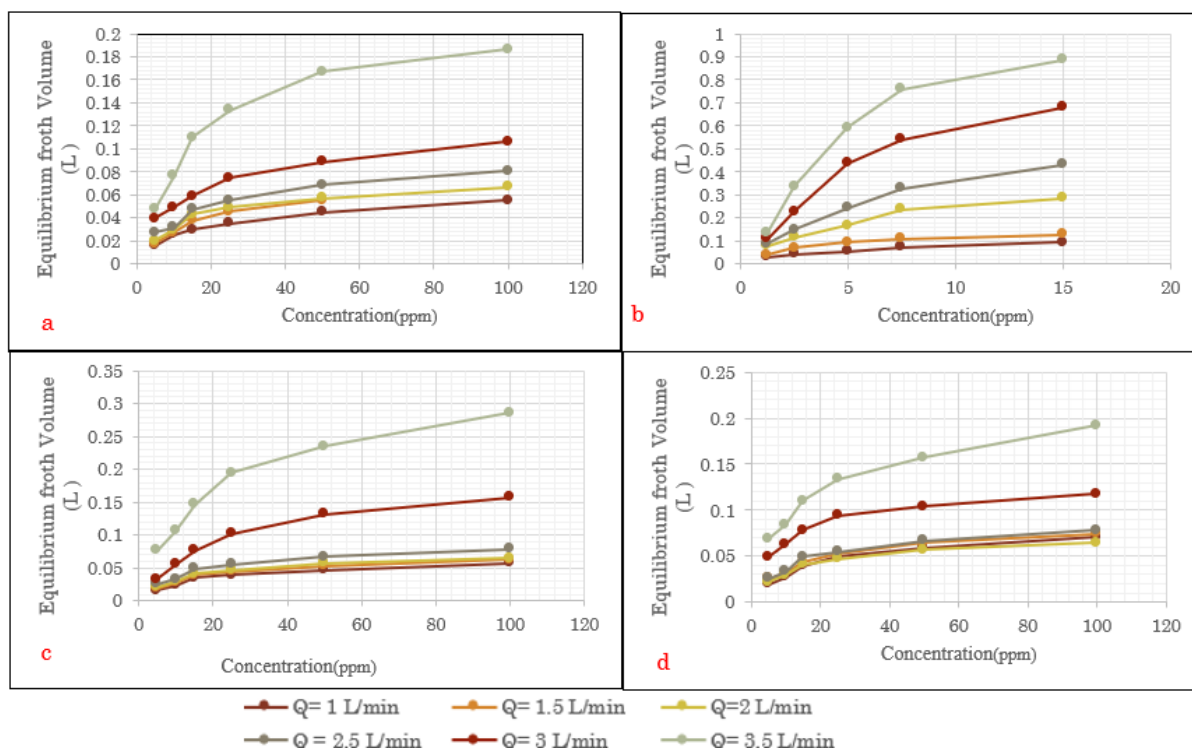 Equilibrium froth Volume
(L )
0.2
0.18
0.16
0.14
0.12
0.1
0.08
0.06
0.04
0.02
0
0 20 40 60 80 100 120
Concentration(ppm)
a
Equilibrium froth Volume
(L )
1
0.9
0.8
0.7
0.6
0.5
0.4
0.3
0.2
0.1
0
0 5 10 15 20
Concentration(ppm)
b
Equilibrium froth Volume
(L )
0.35
0.3
0.25
0.2
0.15
0.1
0.05
0
0 20 40 60 80 100 120
Concentration(ppm)
c
Equilibrium froth Volume
(L )
0.25
0.2
0.15
0.1
0.05
0
0 20 40 60 80 100 120
Concentration(ppm)
d
Q= 1 L/min Q= 1.5 L/min Q=2 L/min
Q = 2.5 L/min Q= 3 L/min Q= 3.5 L/min